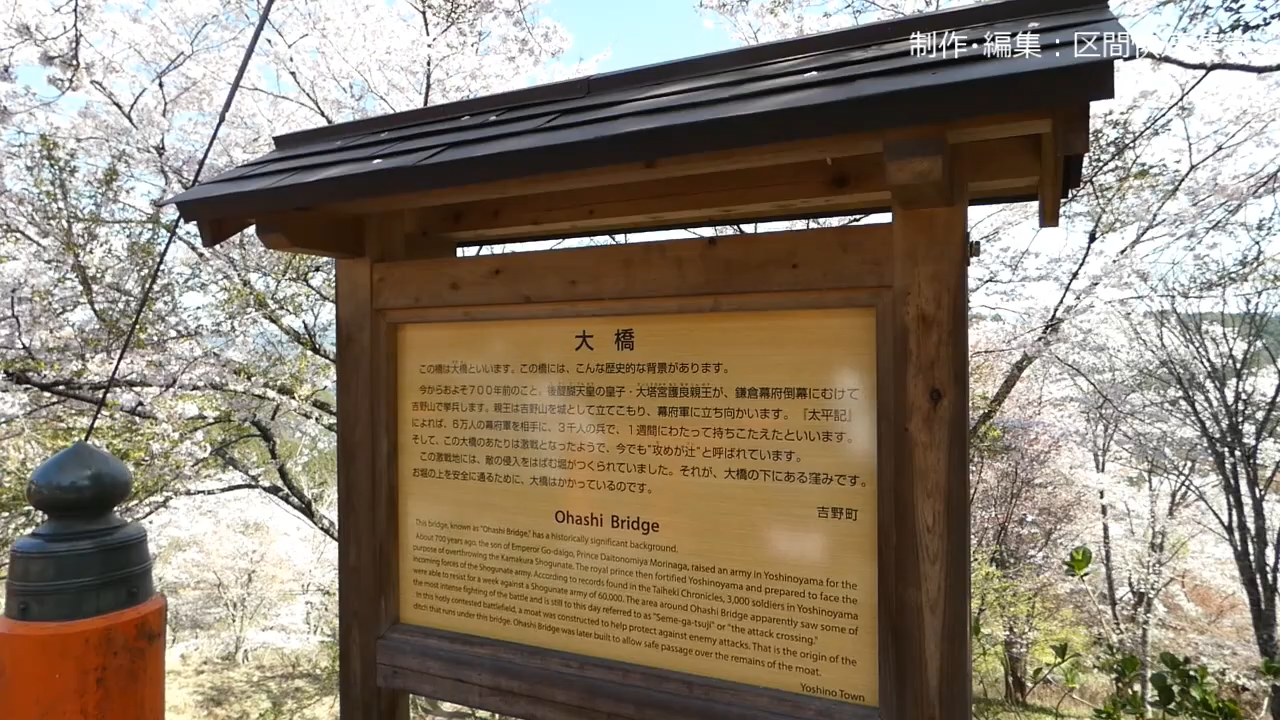 制作・編集：区間
大橋
この橋は大橋といいます。この橋には、こんな歴史的な背景があります。
今からおよそ７００年前のこと。後醍醐天皇の皇子・大塔宮護良親王が、鎌倉幕府倒幕にむけて
吉野山で挙兵します。親王は吉野山を城として立てこもり、幕府軍に立ち向かいます。『太平記』
によれば、６万人の幕府軍を相手に、３千人の兵で、１週間にわたって持ちこたえたといいます。
そして、この大橋のあたりは激戦となったようで、今でも“攻めが辻”と呼ばれています。
この激戦地には、敵の侵入をはばむ堀がつくられていました。それが、大橋の下にある窪みです。
お堀の上を安全に通るために、大橋はかかっているのです。
吉野町
Ohashi Bridge
This bridge, known as "Ohashi Bridge," has a historically significant background.
About 700 years ago, the son of Emperor Go-daigo, Prince Daitonomiya Morinaga, raised an army in Yoshinoyama for the
purpose of overthrowing the Kamakura Shogunate. The royal prince then fortified Yoshinoyama and prepared to face the
incoming forces of the Shogunate army. According to records found in the Taiheki Chronicles, 3,000 soldiers in Yoshinoyama
were able to resist for a week against a Shogunate army of 60,000. The area around Ohashi Bridge apparently saw some of
the most intense fighting of the battle and is still to this day referred to as "Seme-ga-tsuji" or "the attack crossing."
In this hotly contested battlefield, a moat was constructed to help protect against enemy attacks. That is the origin of the
ditch that runs under this bridge. Ohashi Bridge was later built to allow safe passage over the remains of the moat.
Yoshino Town